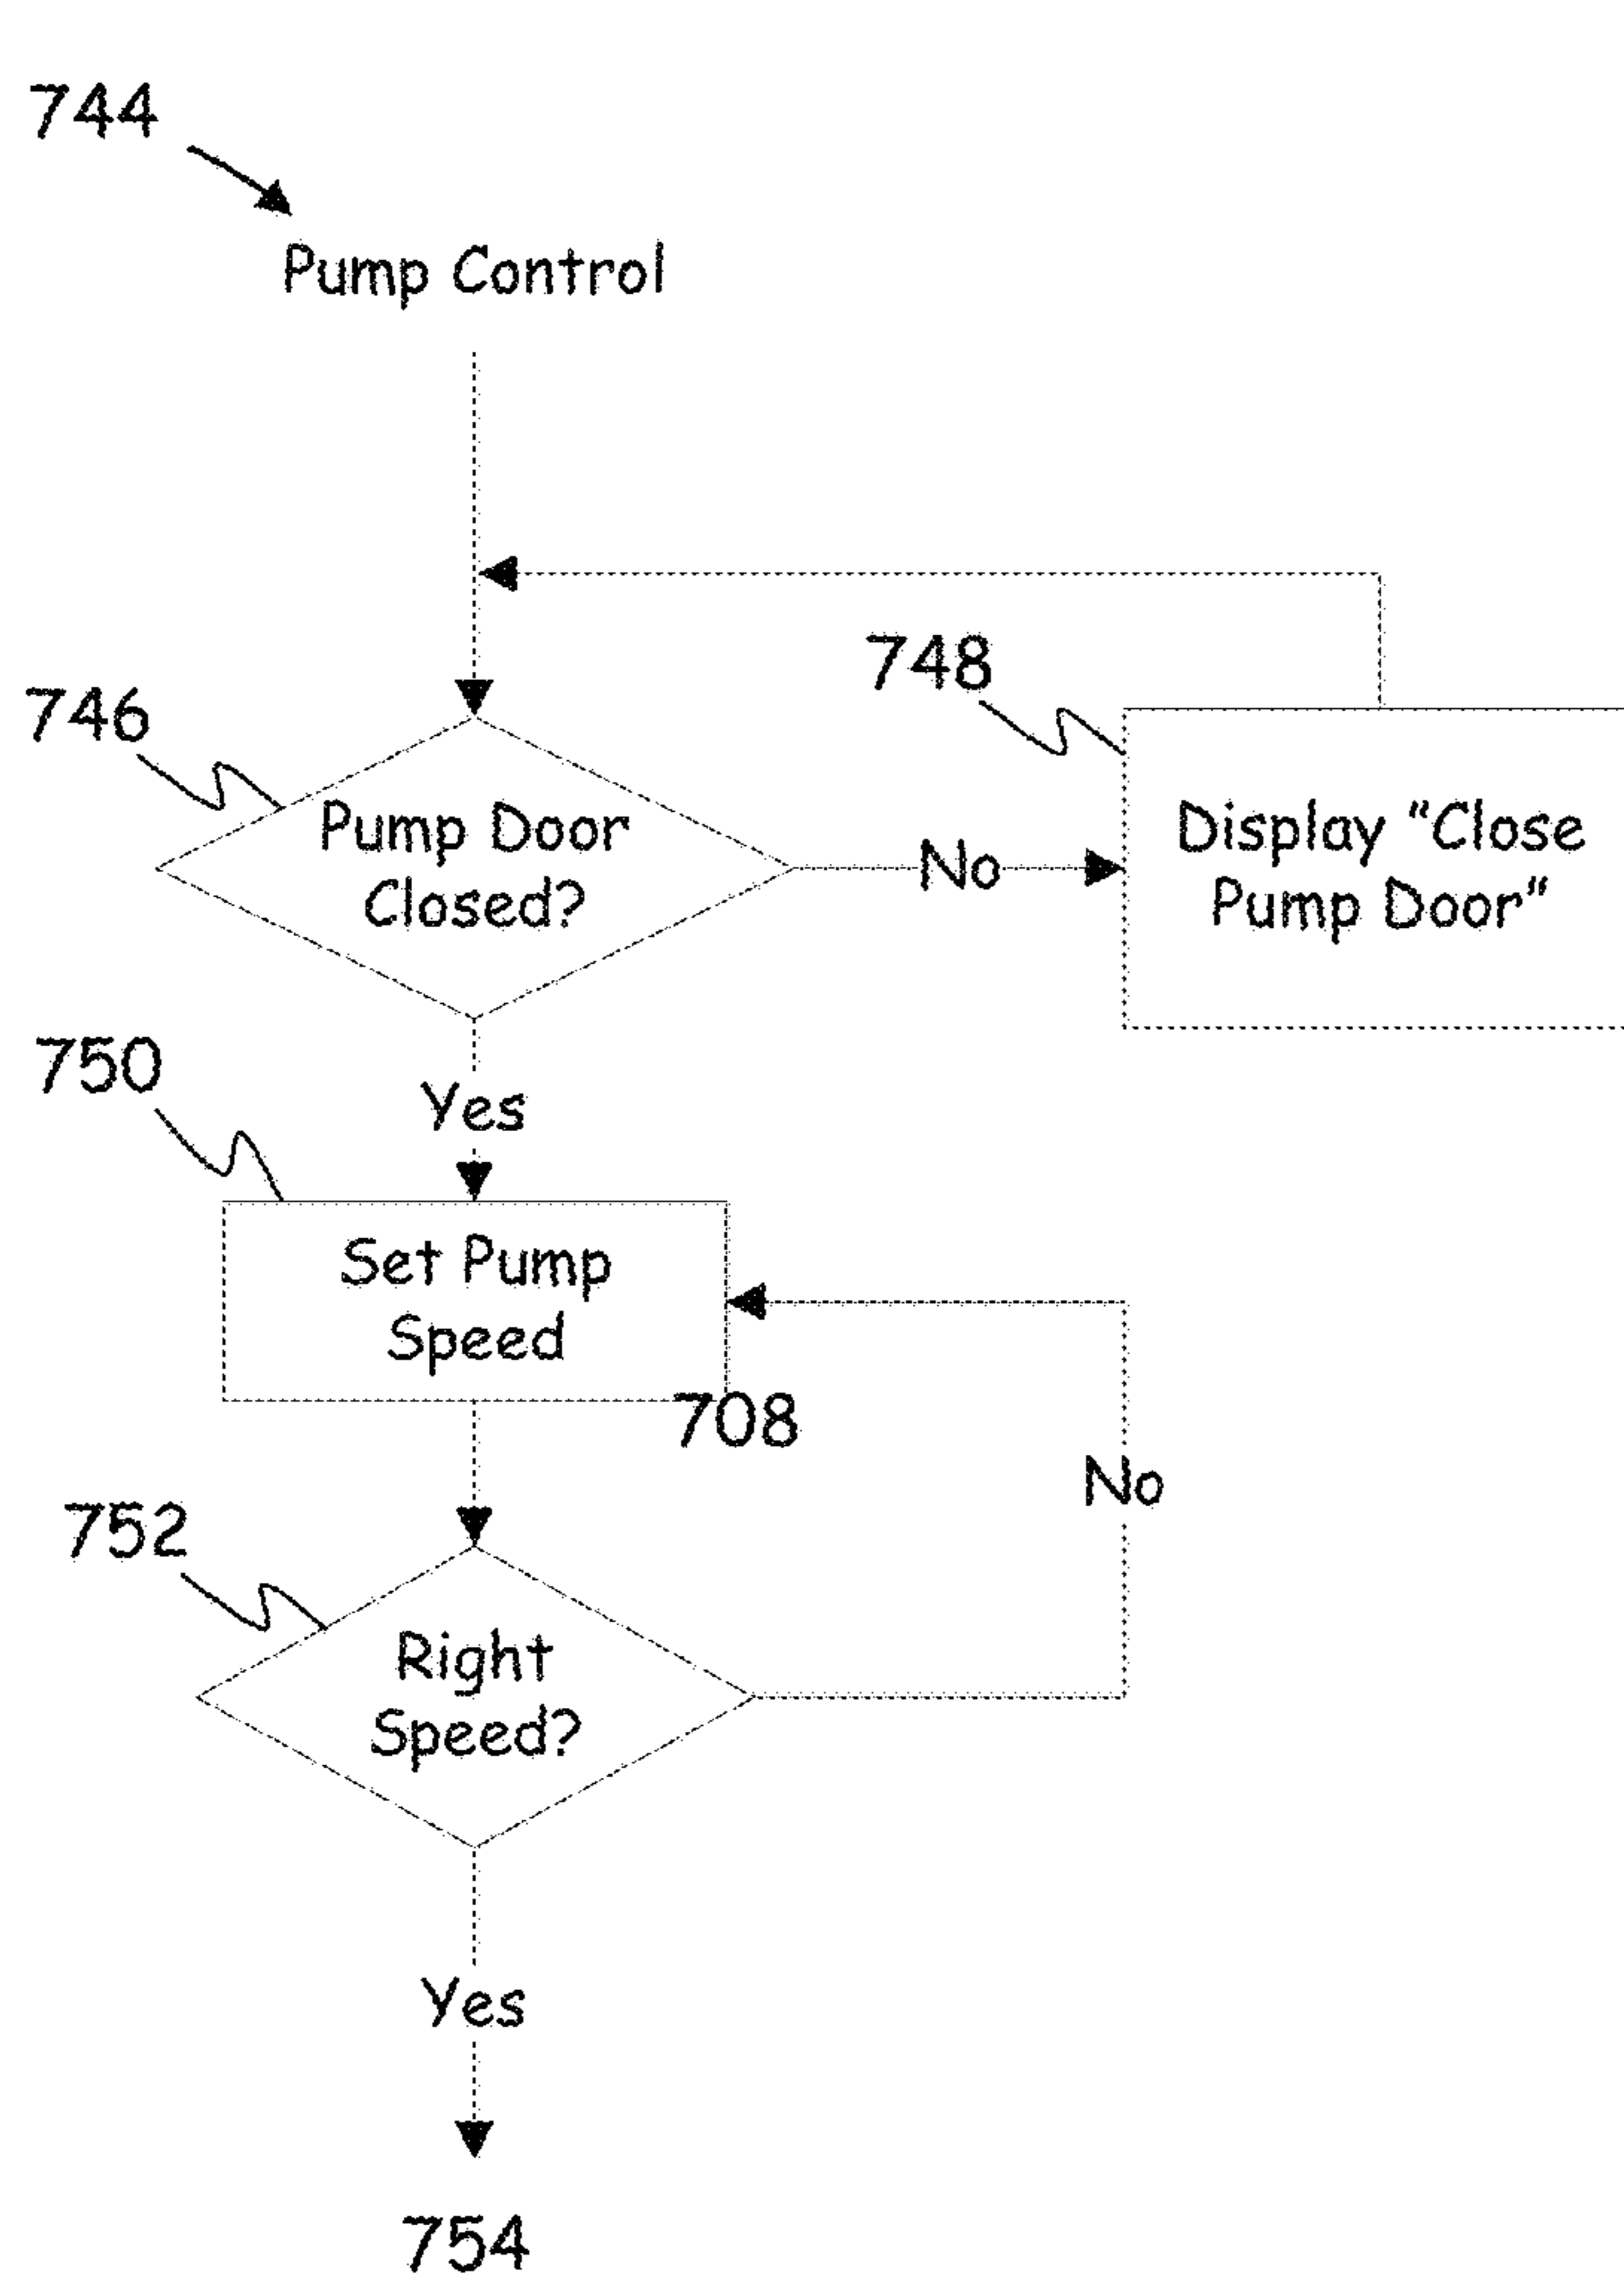 744
Pump Control
748
746
Pump Door
Closed?
No
Display “Close
Pump Door“
750
Yes
Set Pump
Speed
708
No
752
Right
Speed?
Yes
754